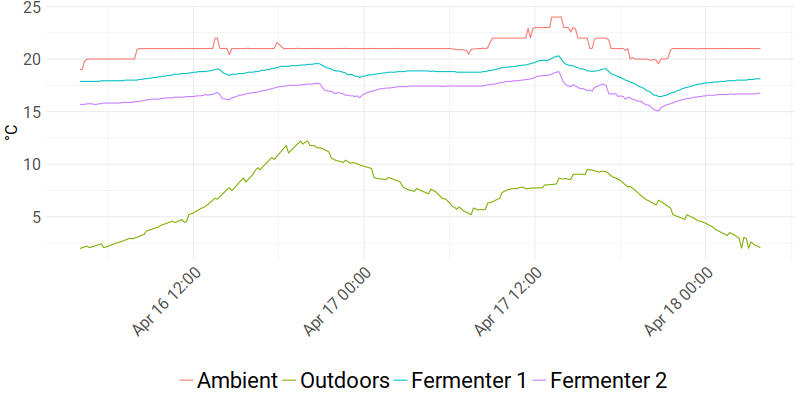 25
20
15
10
5
°C
Apr 16 12:00
Apr 17 00:00
Apr 17 12:00
Apr 18 00:00
Ambient Outdoors Fermenter 1 Fermenter 2